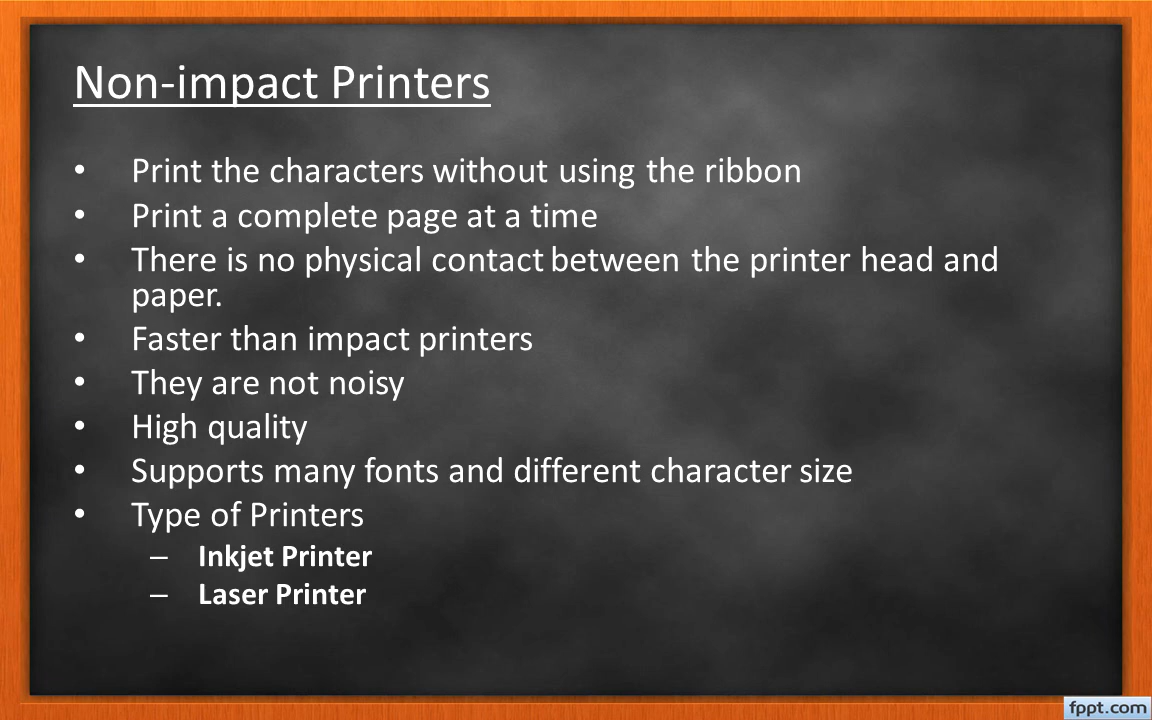 Non-impact Printers
• Print the characters without using the ribbon
• Print a complete page at a time
• There is no physical contact between the printer head and
paper.
• Faster than impact printers
• They are not noisy
• High quality
• Supports many fonts and different character size
• Type of Printers
– Inkjet Printer
– Laser Printer
fppt.com